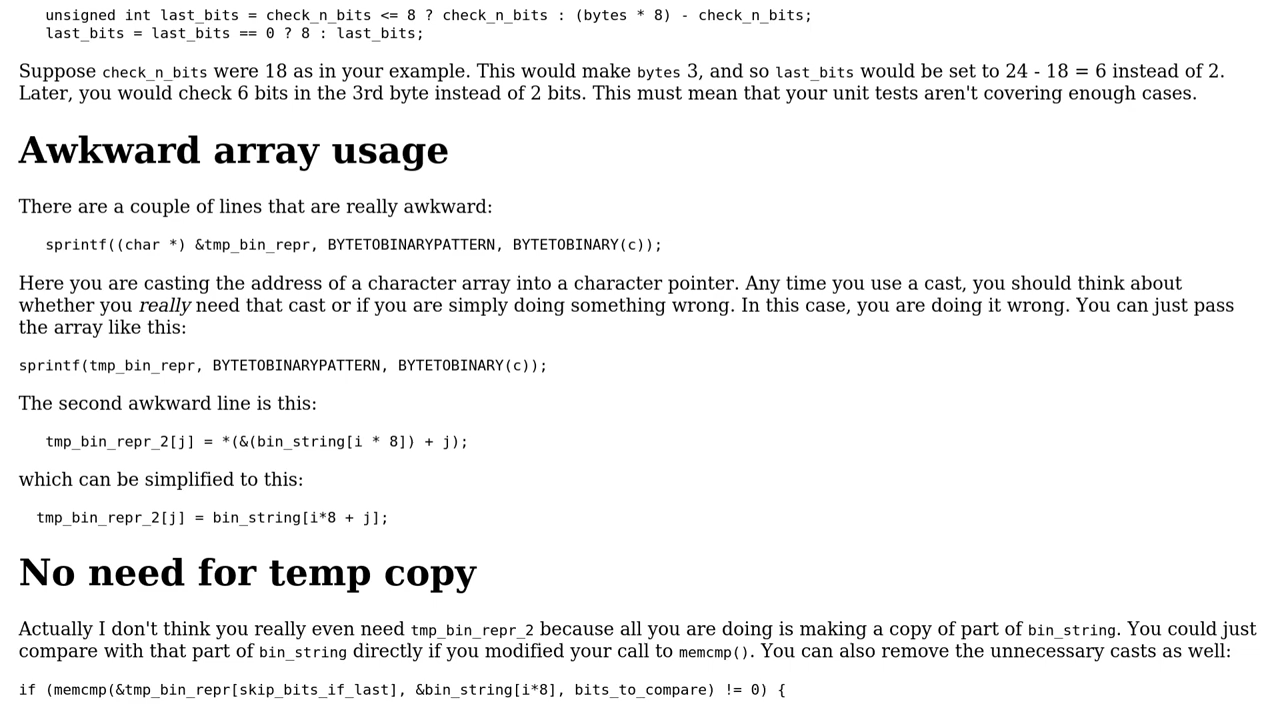 unsigned int last_bits = check_n_bits <= 8 ? check_n_bits : (bytes * 8) - check_n_bits;
last_bits = last_bits == 0 ? 8 : last_bits;
Suppose check_n_bits were 18 as in your example. This would make bytes 3, and so last_bits would be set to 24 - 18 = 6 instead of 2.
Later, you would check 6 bits in the 3rd byte instead of 2 bits. This must mean that your unit tests aren't covering enough cases.
Awkward array usage
There are a couple of lines that are really awkward:
sprintf((char *) &tmp_bin_repr, BYTETOBINARYPATTERN, BYTETOBINARY(c));
Here you are casting the address of a character array into a character pointer. Any time you use a cast, you should think about
whether you really need that cast or if you are simply doing something wrong. In this case, you are doing it wrong. You can just pass
the array like this:
sprintf(tmp_bin_repr, BYTETOBINARYPATTERN, BYTETOBINARY(c));
The second awkward line is this:
tmp_bin_repr_2[j] = *(&(bin_string[i * 8]) + j);
which can be simplified to this:
tmp_bin_repr_2[j] = bin_string[i*8 + j];
No need for temp copy
Actually I don't think you really even need tmp_bin_repr_2 because all you are doing is making a copy of part of bin_string. You could just
compare with that part of bin_string directly if you modified your call to memcmp(). You can also remove the unnecessary casts as well:
if (memcmp(&tmp_bin_repr[skip_bits_if_last], &bin_string[i*8], bits_to_compare) != 0) {